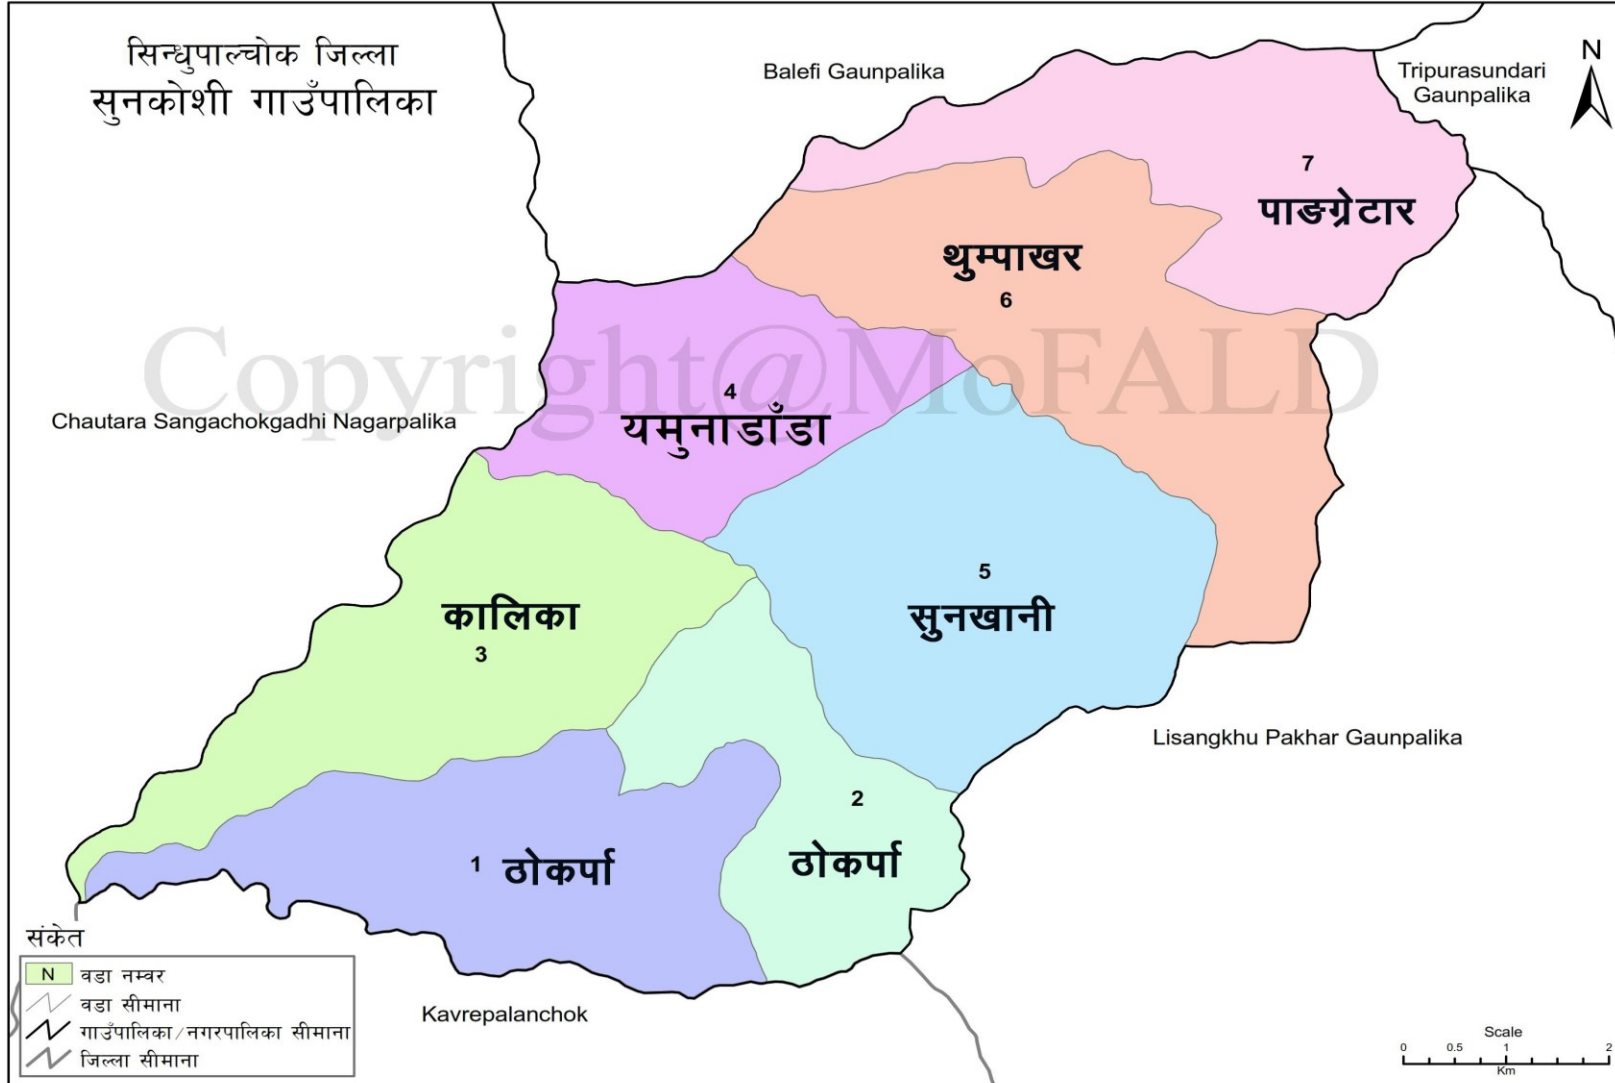 सिन्धुपाल्चोक जिल्ला
सुनकोशी गाउँपालिका
Balefi Gaunpalika
Tripurasundari
Gaunpalika
N
7
पाङग्रेटार
थुम्पाखर
6
Copyright@MoFALD
4
यमुनाडाँडा
Chautara Sangachokgadhi Nagarpalika
5
सुनखानी
कालिका
3
Lisangkhu Pakhar Gaunpalika
2
ठोकर्पा
1 ठोकर्पा
Kavrepalanchok
संकेत
N वडा नम्वर
वडा सीमाना
गाउँपालिका/नगरपालिका सीमाना
जिल्ला सीमाना
Scale
0 0.5 1 2
Km